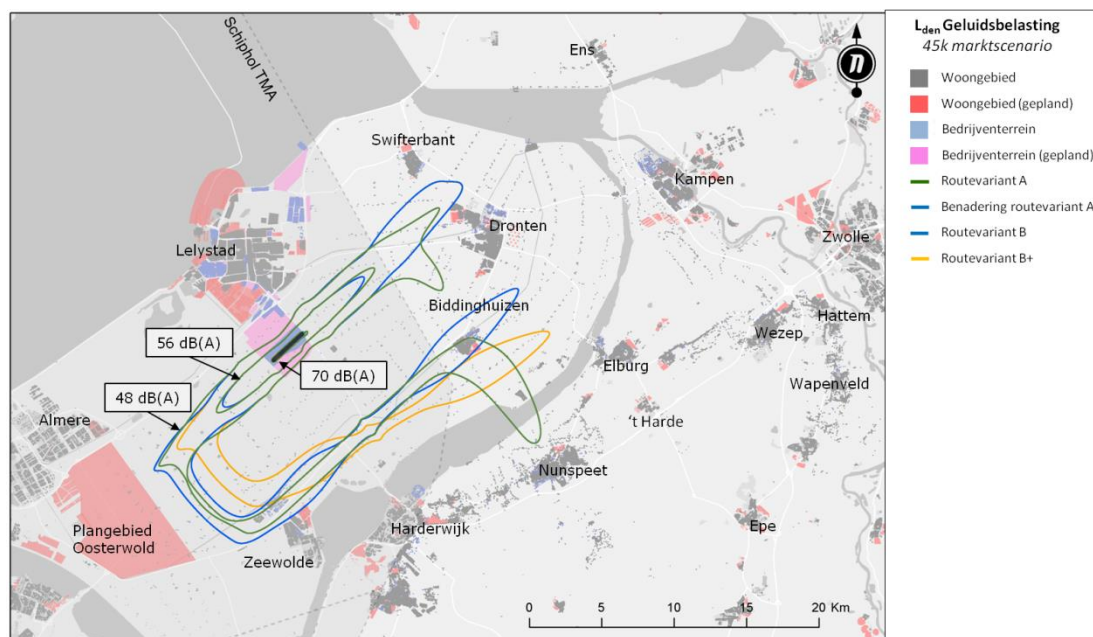 Schiphol TMA
Ens
Swifterbant
Kampen
Dronten
Lelystad
Zwolle
Biddinghuizen
Hattem
Wezep
56 dB(A)
Elburg
70 dB(A)
Wapenveld
48 dB(A)
Almere
't Harde
Nunspeet
Plangebied
Oosterwold
Harderwijk
Epe
Zeewolde
0 5 10 15 20 Km
n
Lden Geluidsbelasting
45k marktscenario
Woongebied
Woongebied (gepland)
Bedrijventerrein
Bedrijventerrein (gepland)
Routevariant A
Benadering routevariant A
Routevariant B
Routevariant B+